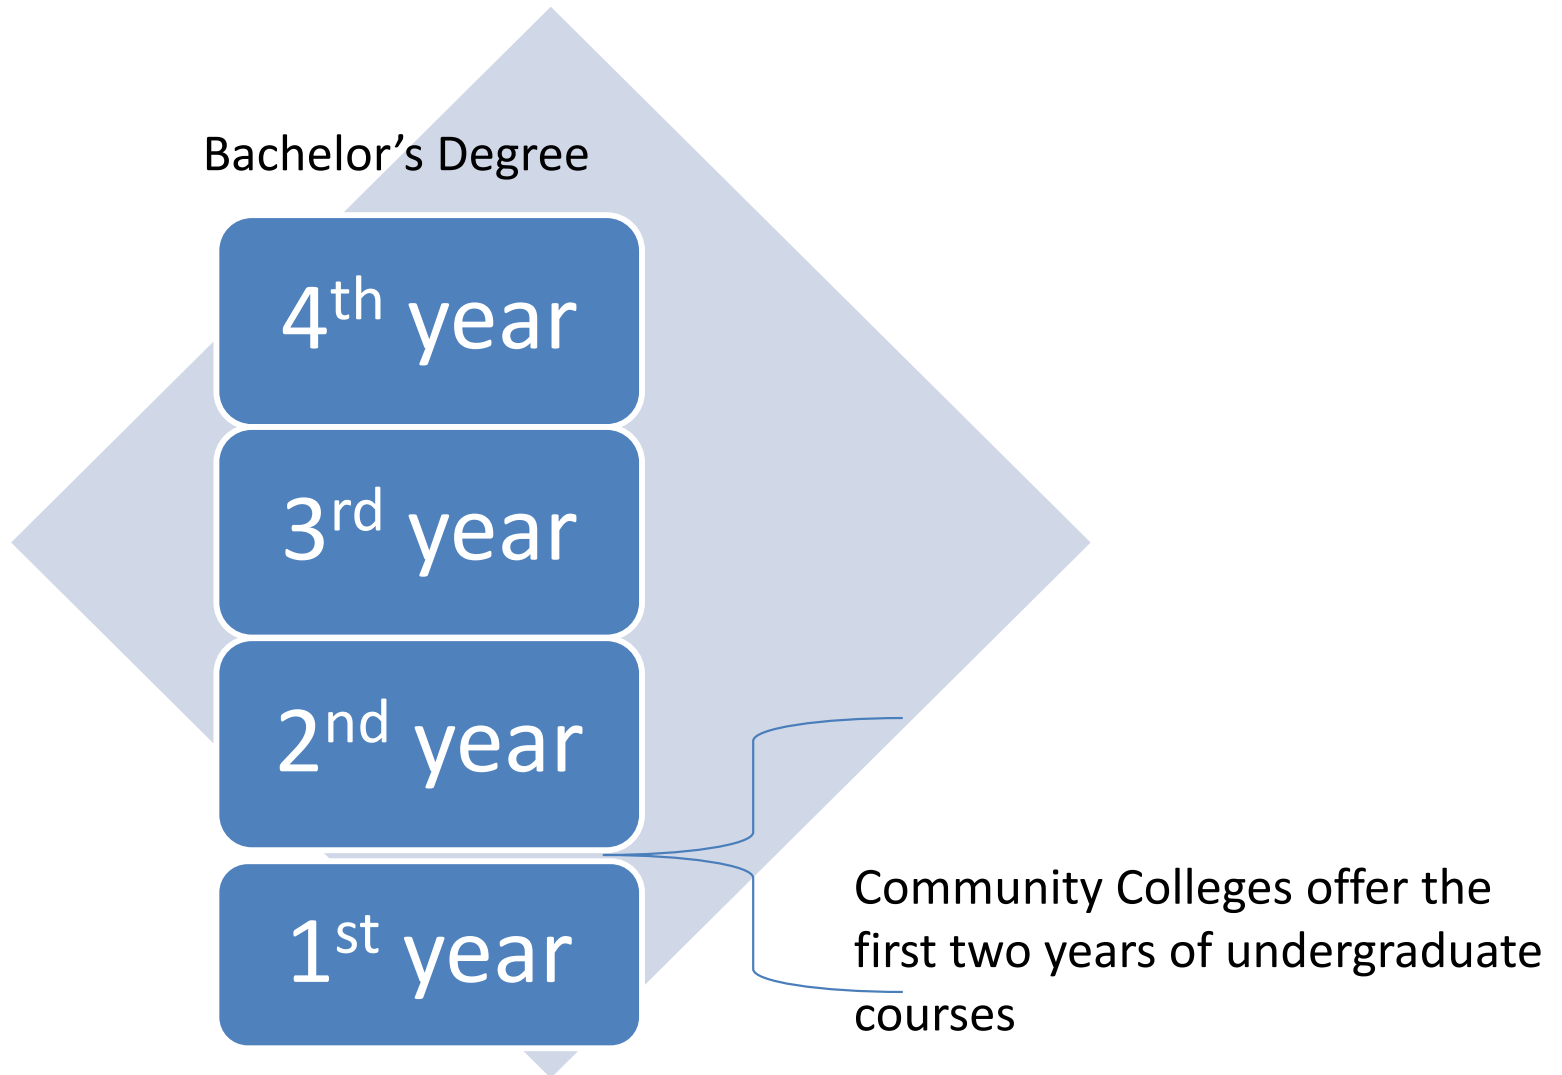 Bachelor’s Degree
4th year
3rd year
2nd year
1st year
Community Colleges offer the
first two years of undergraduate
courses